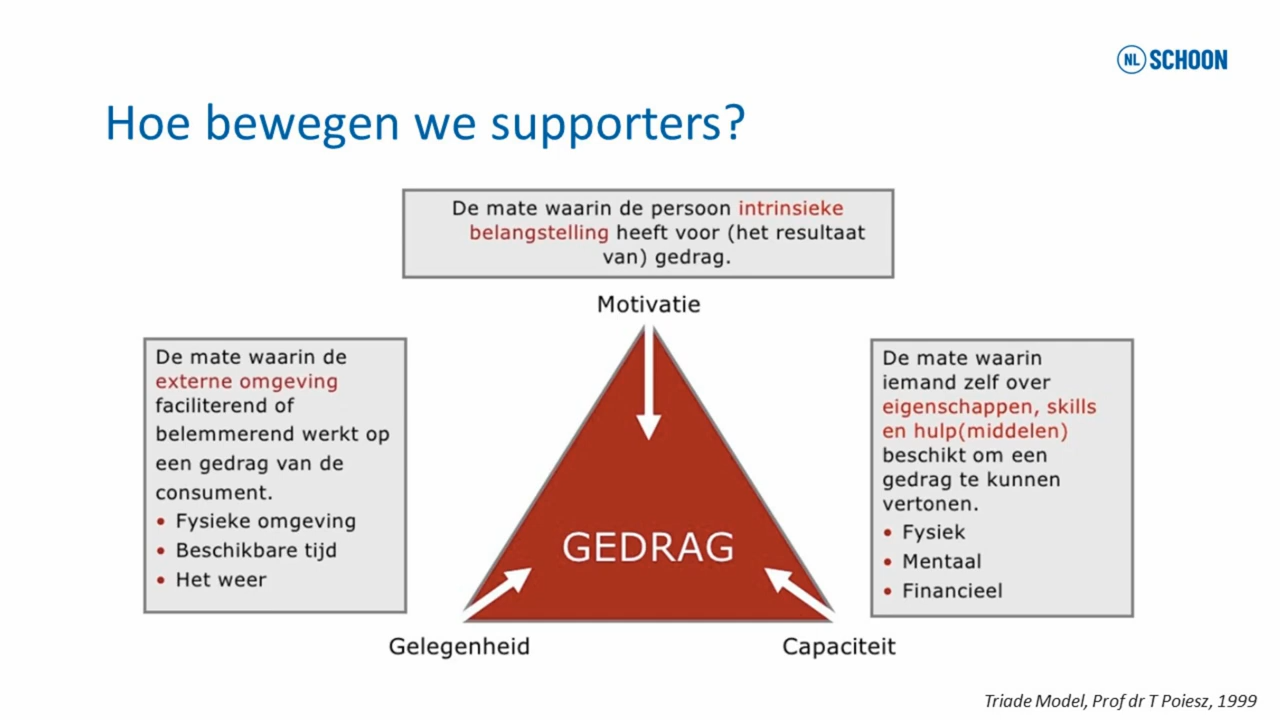 NL SCHOON
Hoe bewegen we supporters?
De mate waarin de persoon intrinsieke
belangstelling heeft voor (het resultaat
van) gedrag.
Motivatie
De mate waarin de
externe omgeving
faciliterend of
belemmerend werkt op
een gedrag van de
consument.
• Fysieke omgeving
• Beschikbare tijd
• Het weer
De mate waarin
iemand zelf over
eigenschappen, skills
en hulp(middelen)
beschikt om een
gedrag te kunnen
vertonen.
• Fysiek
• Mentaal
• Financieel
GEDRAG
Gelegenheid
Capaciteit
Triade Model, Prof dr T Poiesz, 1999